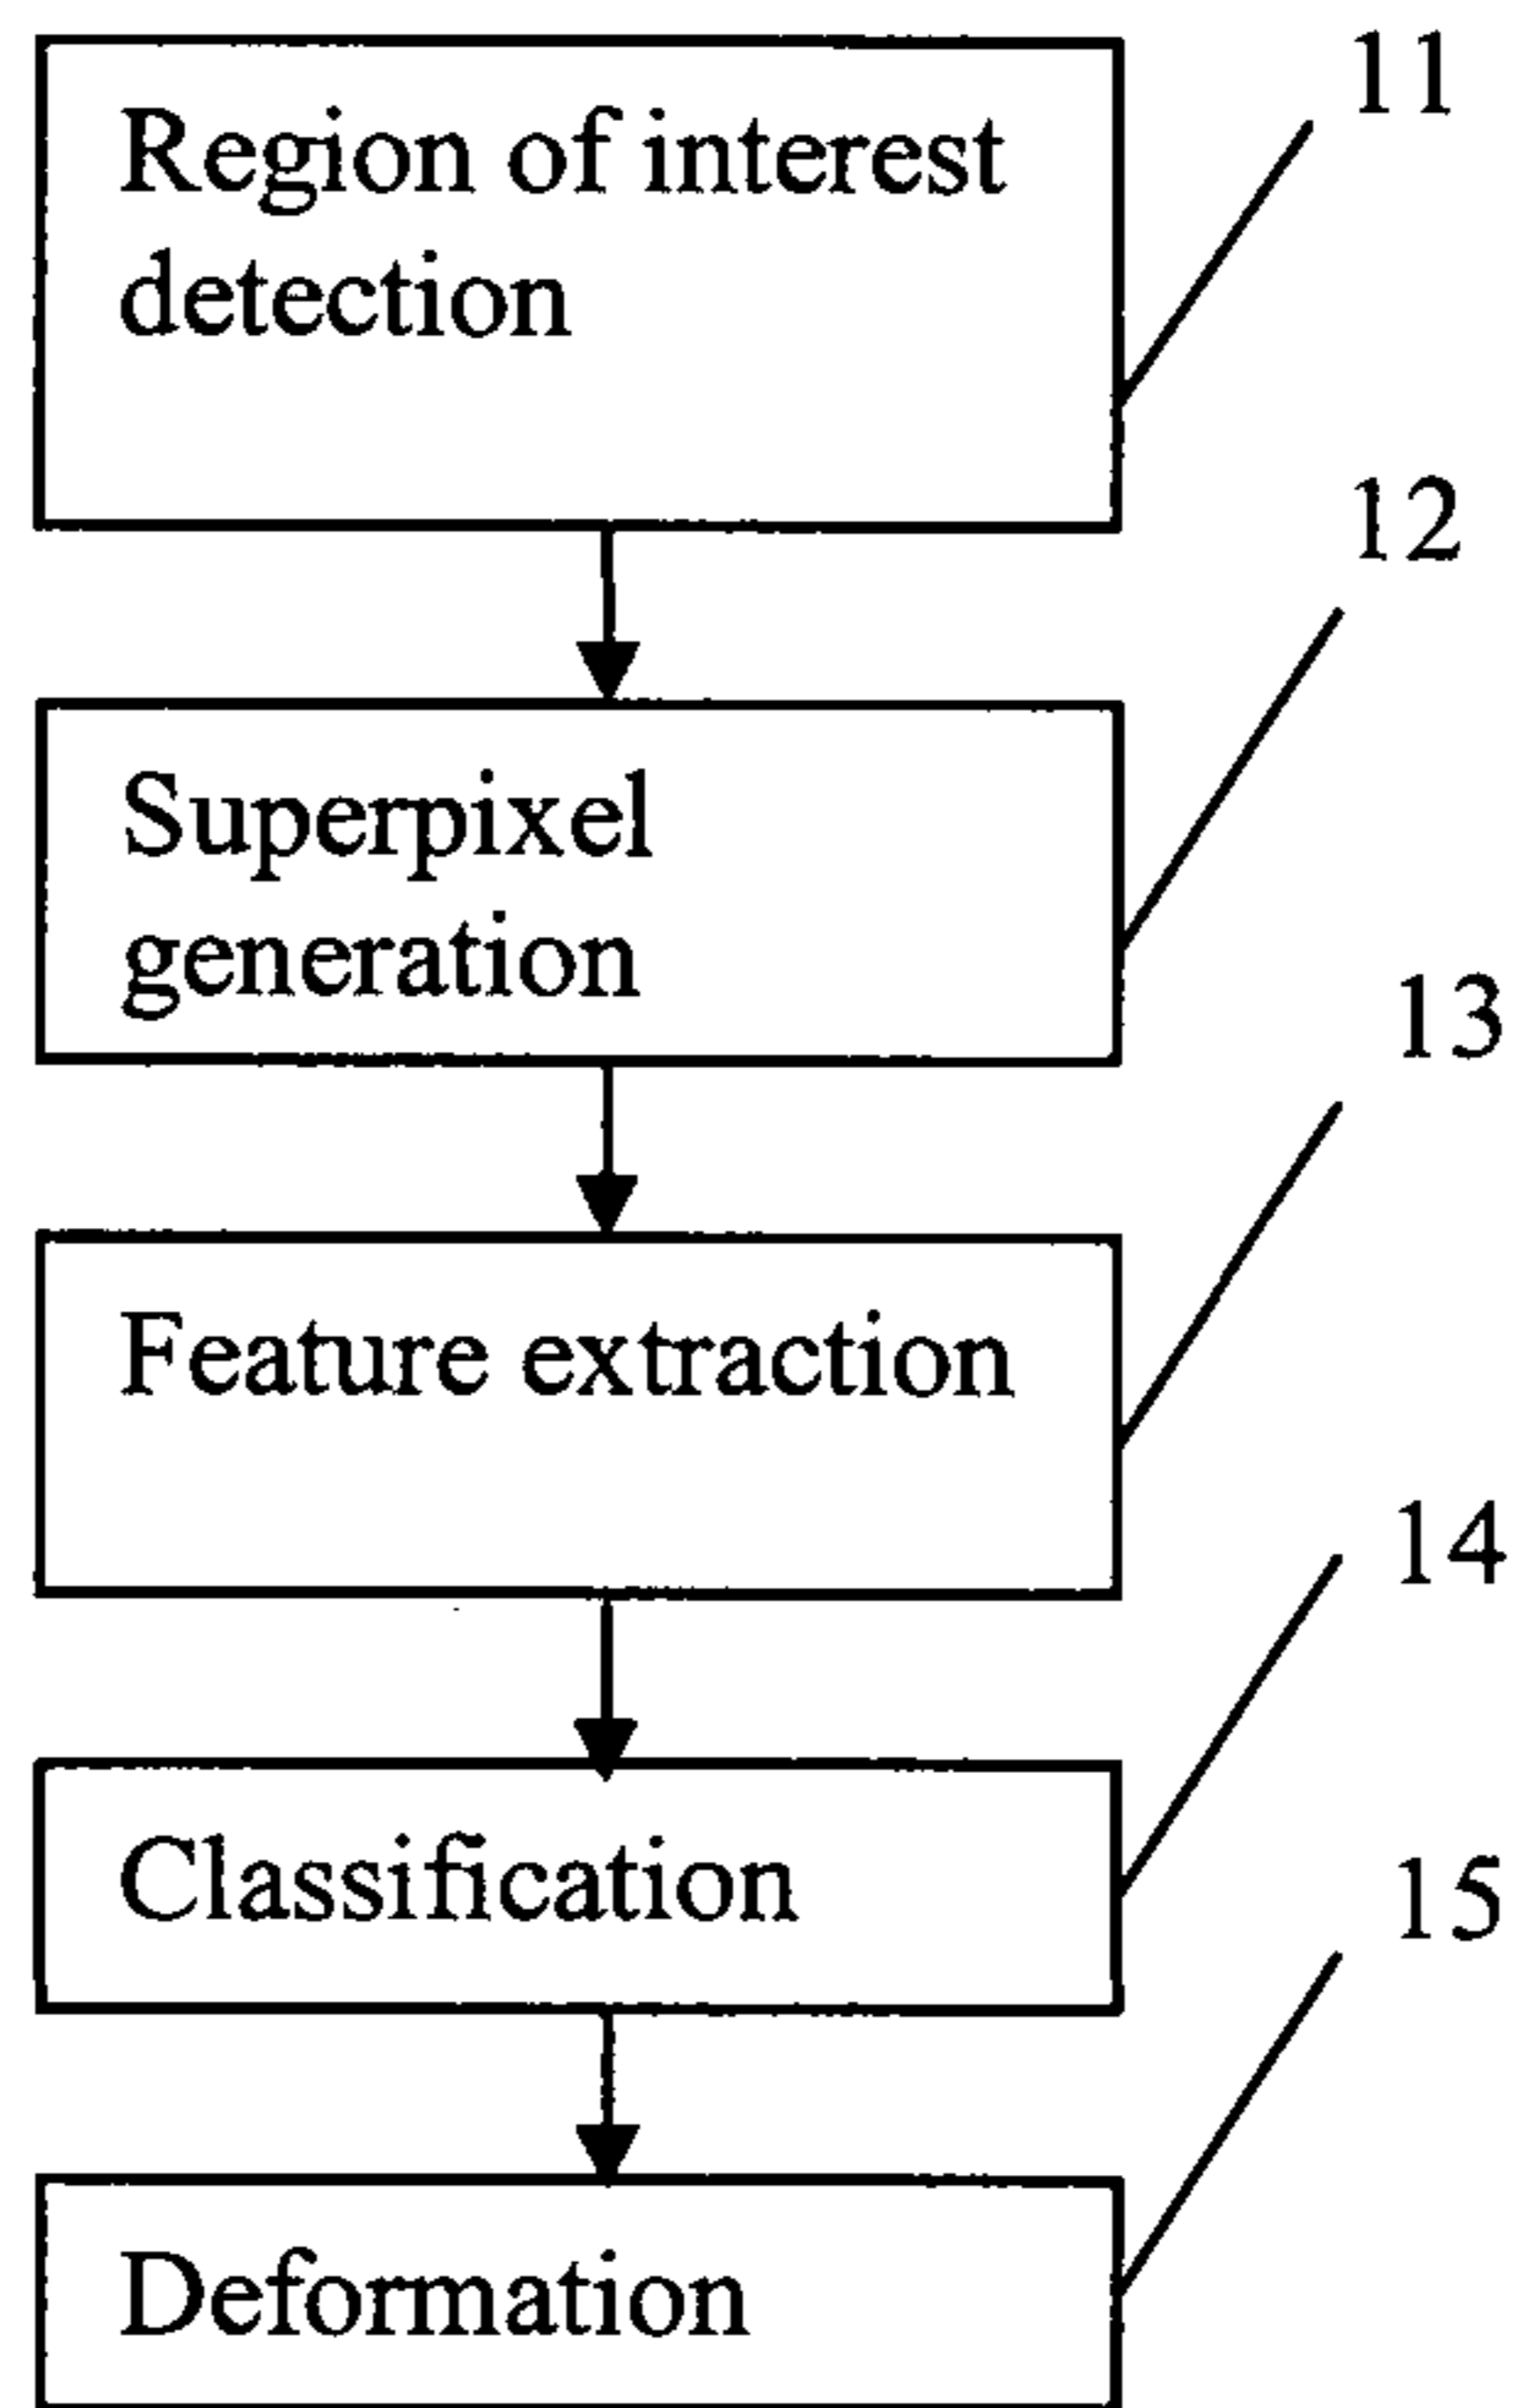 Region of interest
detection
11
Superpixel
generation
12
Feature extraction
13
Classification
14
Deformation
15